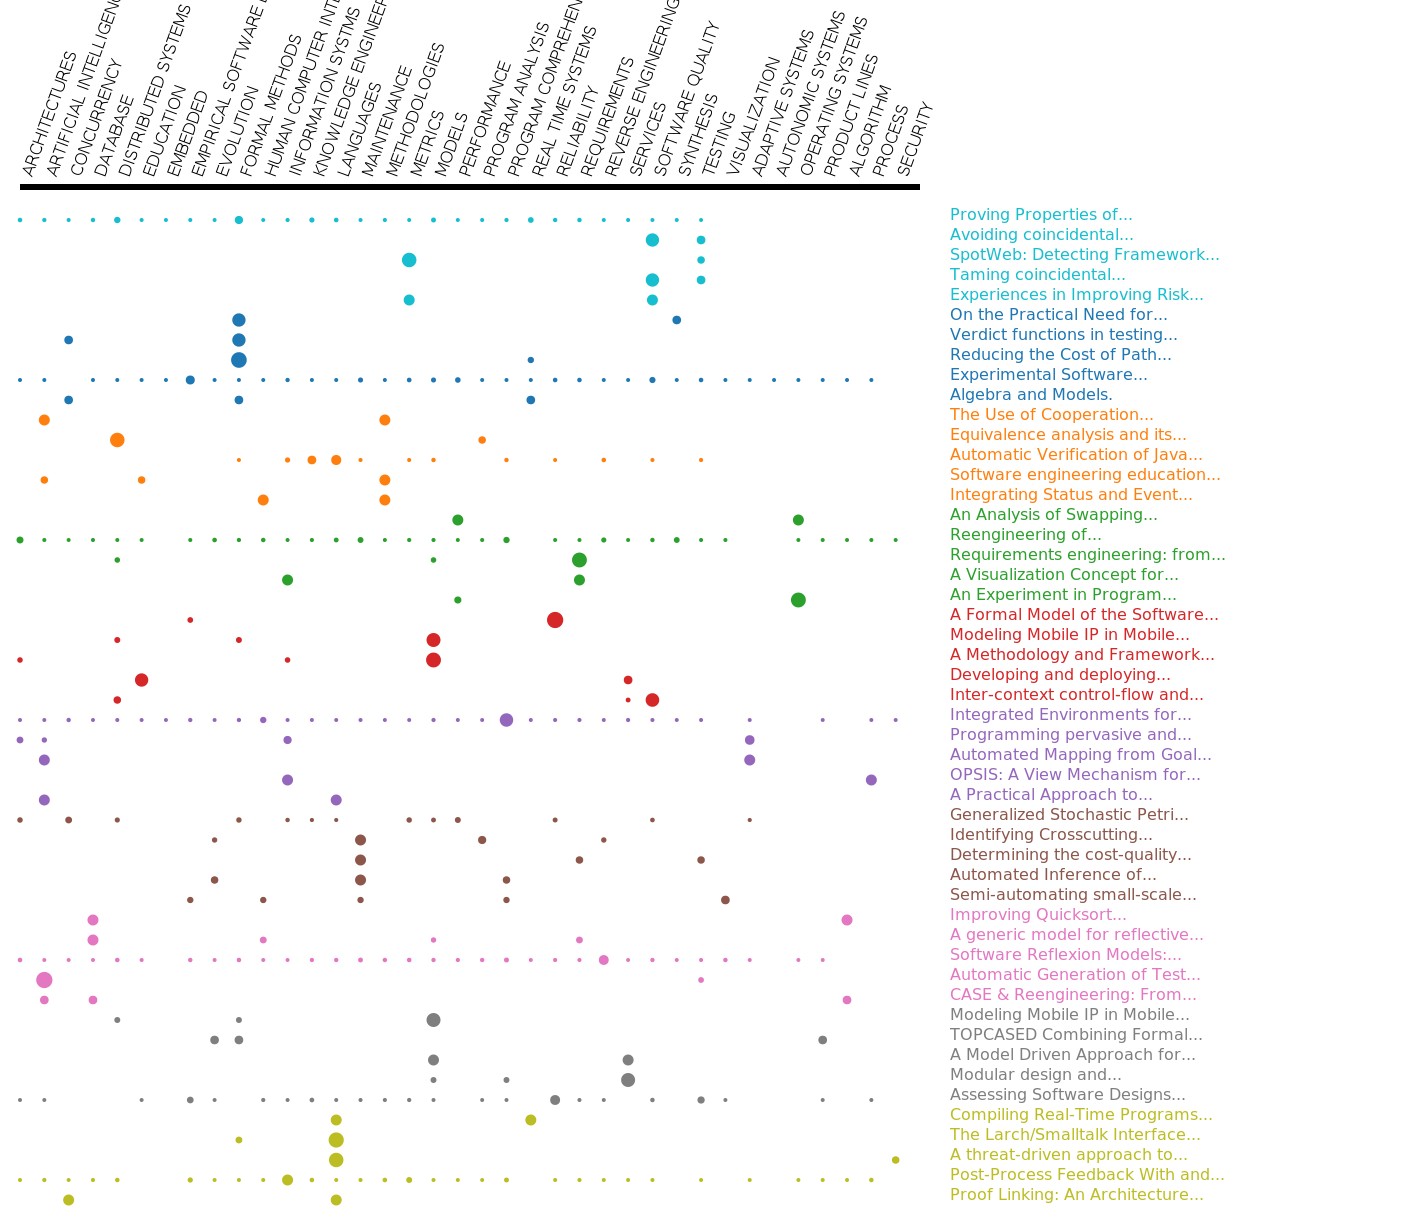 ARCHITECTURES
ARTIFICIAL INTELLIGENC
CONCURRENCY
DATABASE
DISTRIBUTED SYSTEMS
EDUCATION
EMBEDDED
EMPIRICAL SOFTWARE
EVOLUTION
FORMAL METHODS
HUMAN COMPUTER INTE
INFORMATION SYSTMS
KNOWLEDGE ENGINEER
LANGUAGES
MAINTENANCE
METHODOLOGIES
METRICS
MODELS
PERFORMANCE
PROGRAM ANALYSIS
PROGRAM COMPREHEN
REAL TIME SYSTEMS
RELIABILITY
REQUIREMENTS
REVERSE ENGINEERING
SERVICES
SOFTWARE QUALITY
SYNTHESIS
TESTING
VISUALIZATION
ADAPTIVE SYSTEMS
AUTONOMIC SYSTEMS
OPERATING SYSTEMS
PRODUCT LINES
ALGORITHM
PROCESS
SECURITY
Proving Properties of...
Avoiding coincidental...
SpotWeb: Detecting Framework...
Taming coincidental...
Experiences in Improving Risk...
On the Practical Need for...
Verdict functions in testing...
Reducing the Cost of Path...
Experimental Software...
Algebra and Models.
The Use of Cooperation...
Equivalence analysis and its...
Automatic Verification of Java...
Software engineering education...
Integrating Status and Event...
An Analysis of Swapping...
Reengineering of...
Requirements engineering: from...
A Visualization Concept for...
An Experiment in Program...
A Formal Model of the Software...
Modeling Mobile IP in Mobile...
A Methodology and Framework...
Developing and deploying...
Inter-context control-flow and...
Integrated Environments for...
Programming pervasive and...
Automated Mapping from Goal...
OPSIS: A View Mechanism for...
A Practical Approach to...
Generalized Stochastic Petri...
Identifying Crosscutting...
Determining the cost-quality...
Automated Inference of...
Semi-automating small-scale...
Improving Quicksort...
A generic model for reflective...
Software Reflexion Models:...
Automatic Generation of Test...
CASE & Reengineering: From...
Modeling Mobile IP in Mobile...
TOPCASED Combining Formal...
A Model Driven Approach for...
Modular design and...
Assessing Software Designs...
Compiling Real-Time Programs...
The Larch/Smalltalk Interface...
A threat-driven approach to...
Post-Process Feedback With and...
Proof Linking: An Architecture...